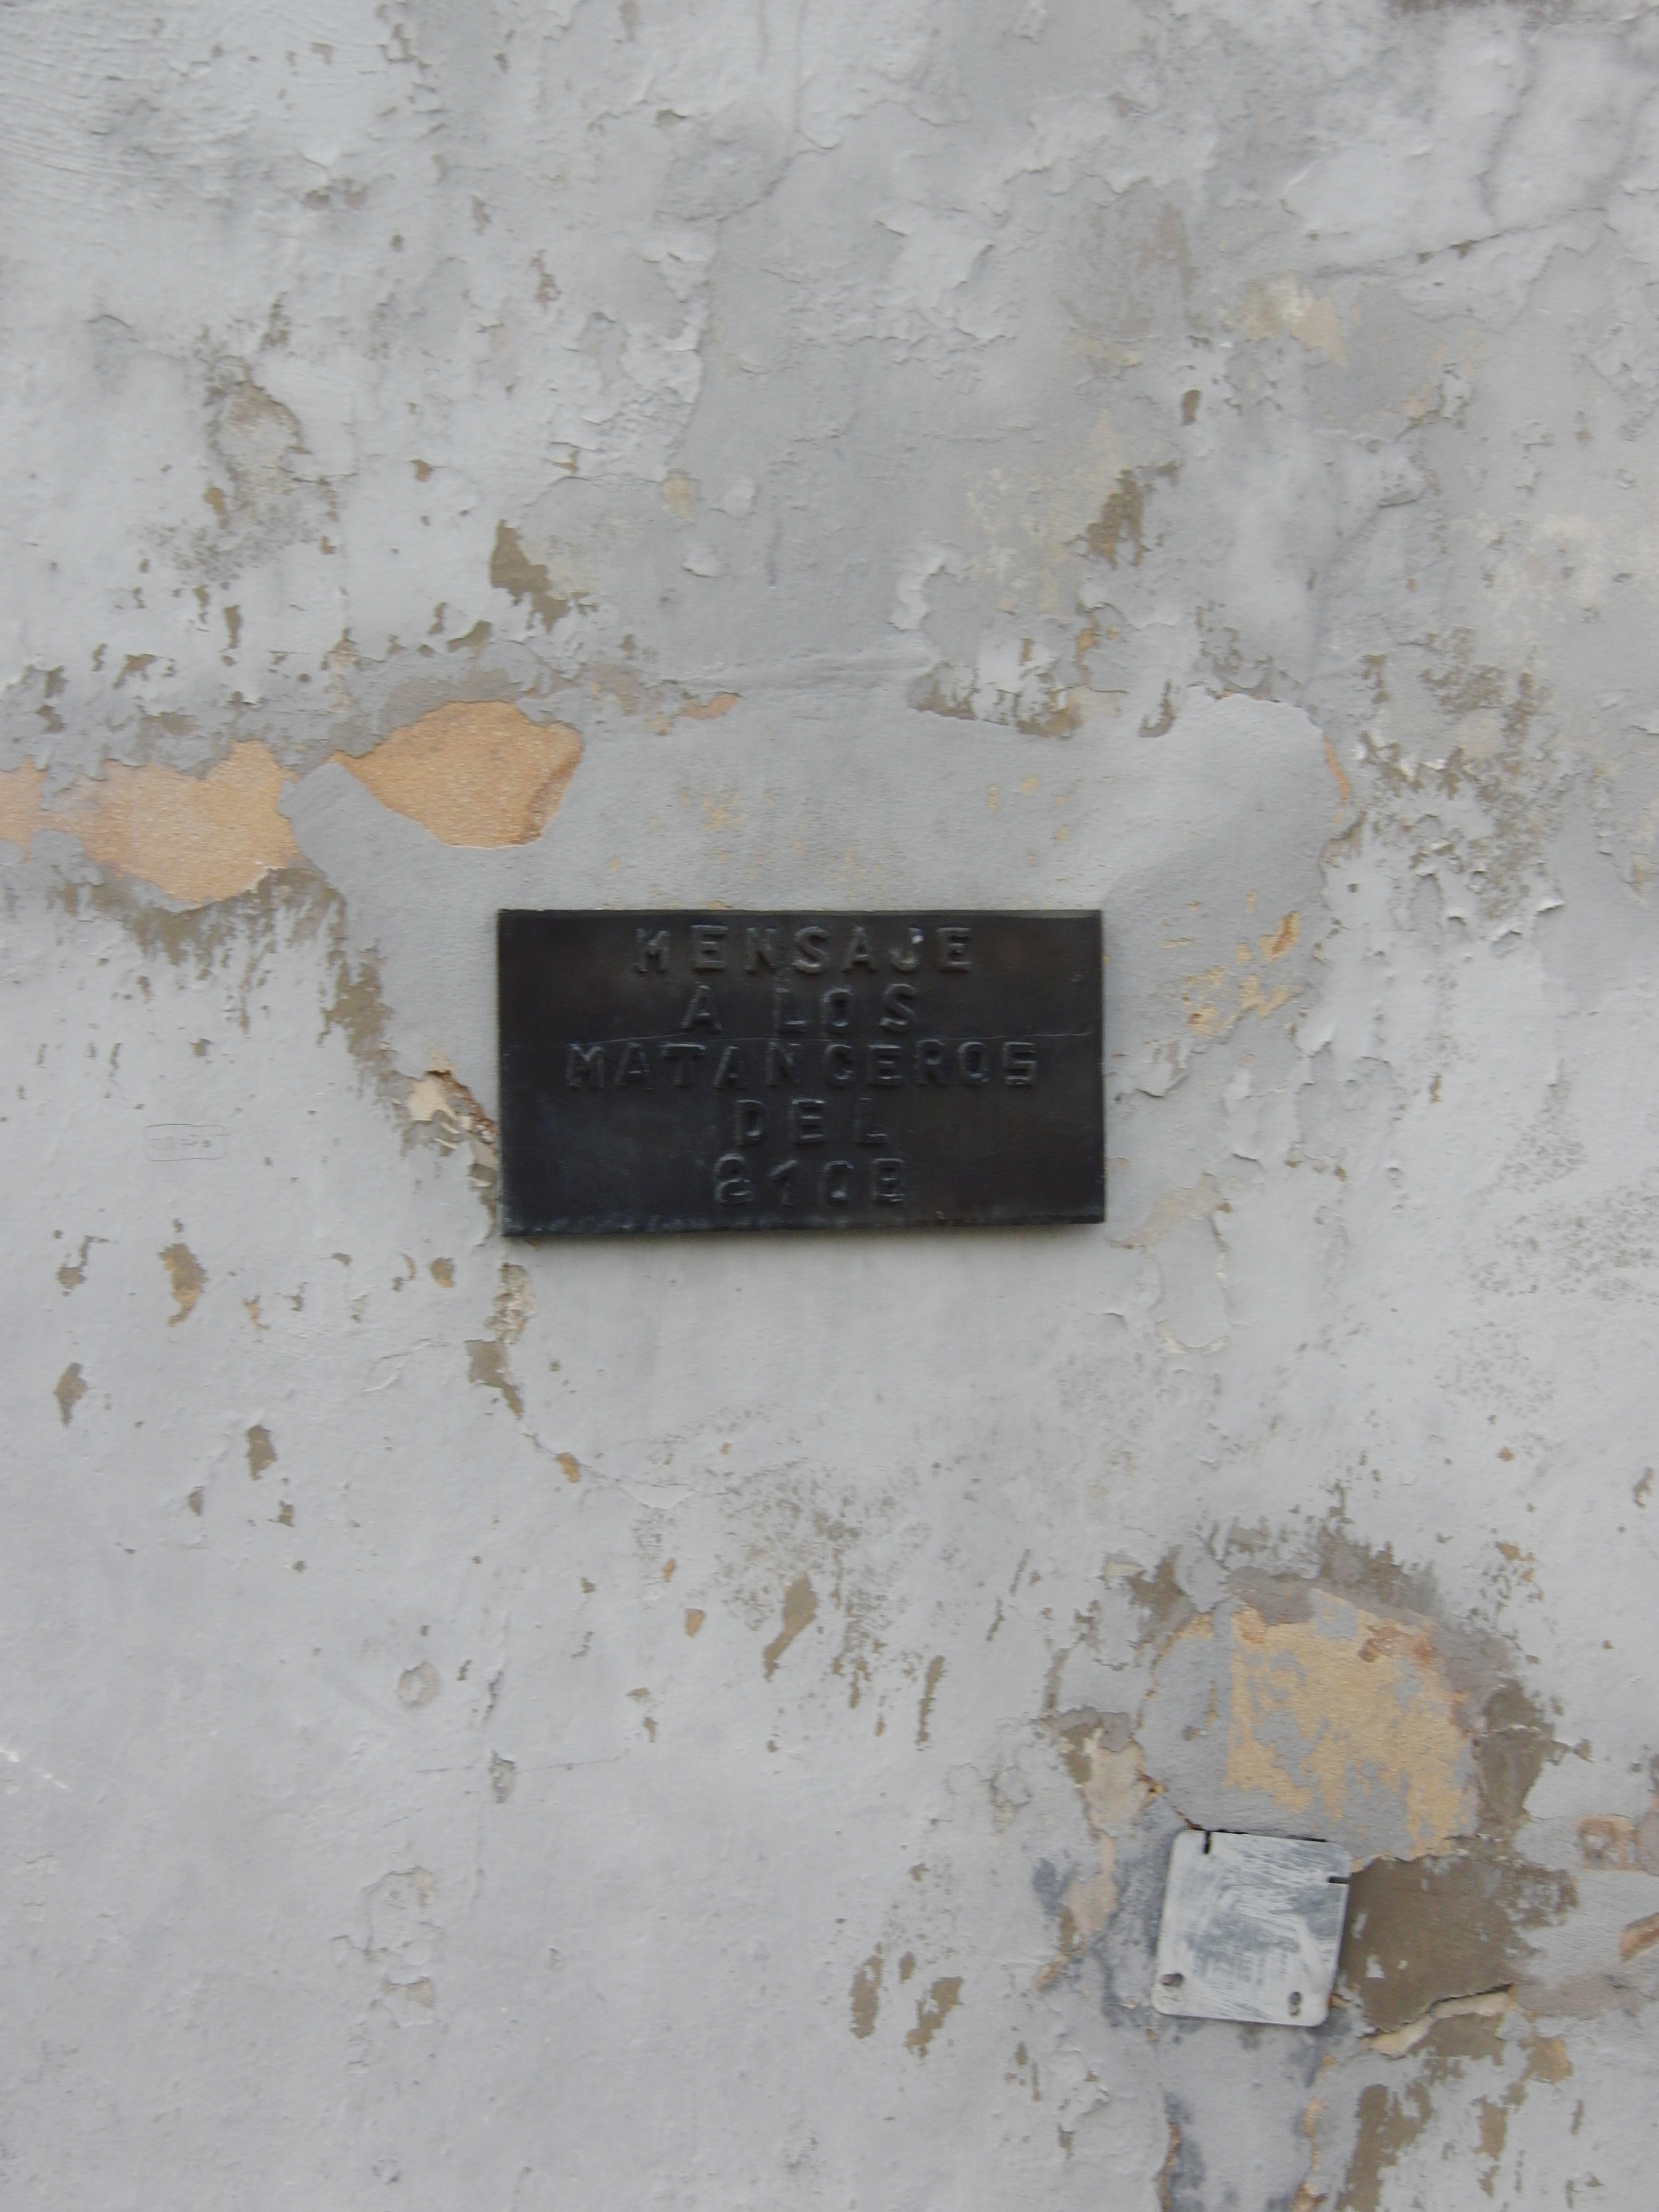 MENSAJE
A LOS
MATANCEROS
DEL
2108